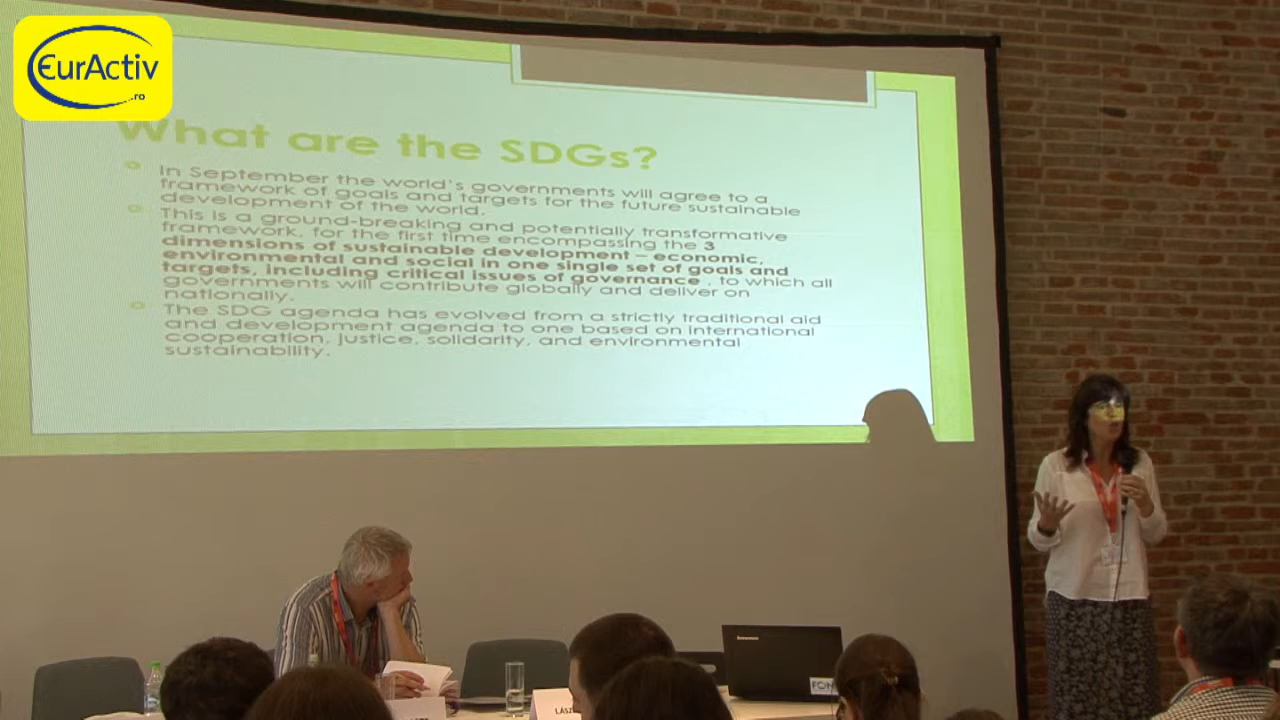 EurActiv
.ro
What are the SDGs?
In September the world's governments will agree to a
framework of goals and targets for the future sustainable
development of the world.
This is a ground-breaking and potentially transformative
framework, for the first time encompassing the 3
dimensions of sustainable development – economic,
environmental and social in one single set of goals and
targets, including critical issues of governance , to which all
governments will contribute globally and deliver on
nationally.
The SDG agenda has evolved from a strictly traditional aid
and development agenda to one based on international
cooperation, justice, solidarity, and environmental
sustainability.